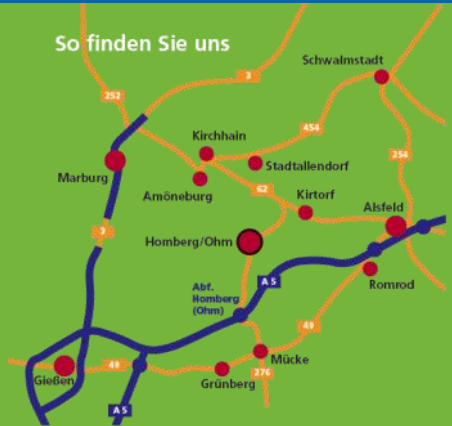 So finden Sie uns
Schwalmstadt
3
252
454
Kirchhain
254
Stadtallendorf
Marburg
Amöneburg
62
Kirtorf
Alsfeld
3
Homberg/Ohm
A 5
Romrod
Abf.
Homberg
(Ohm)
49
Mücke
49
Gießen
Grünberg
276
A 5